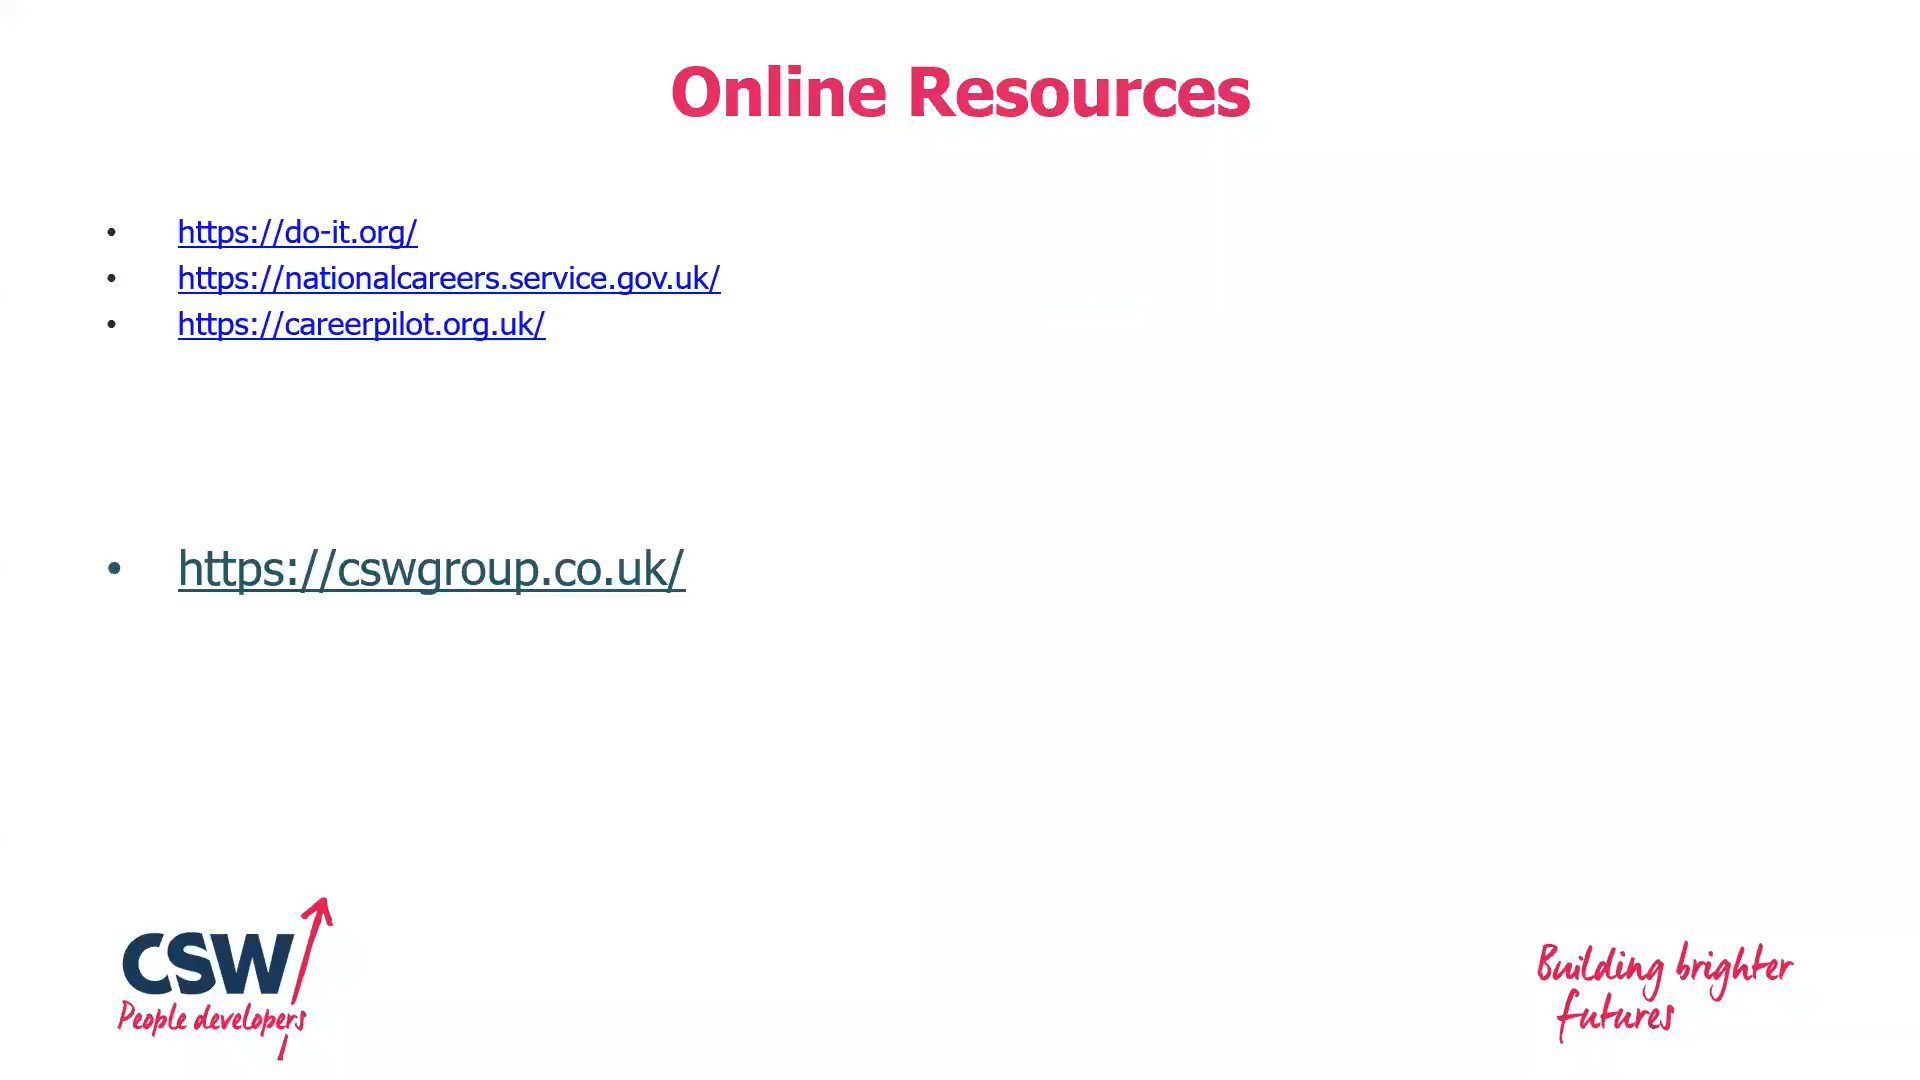 Online Resources
• https://do-it.org/
• https://nationalcareers.service.gov.uk/
• https://careerpilot.org.uk/
• https://cswgroup.co.uk/
CSW
People developers
Building brighter
futures